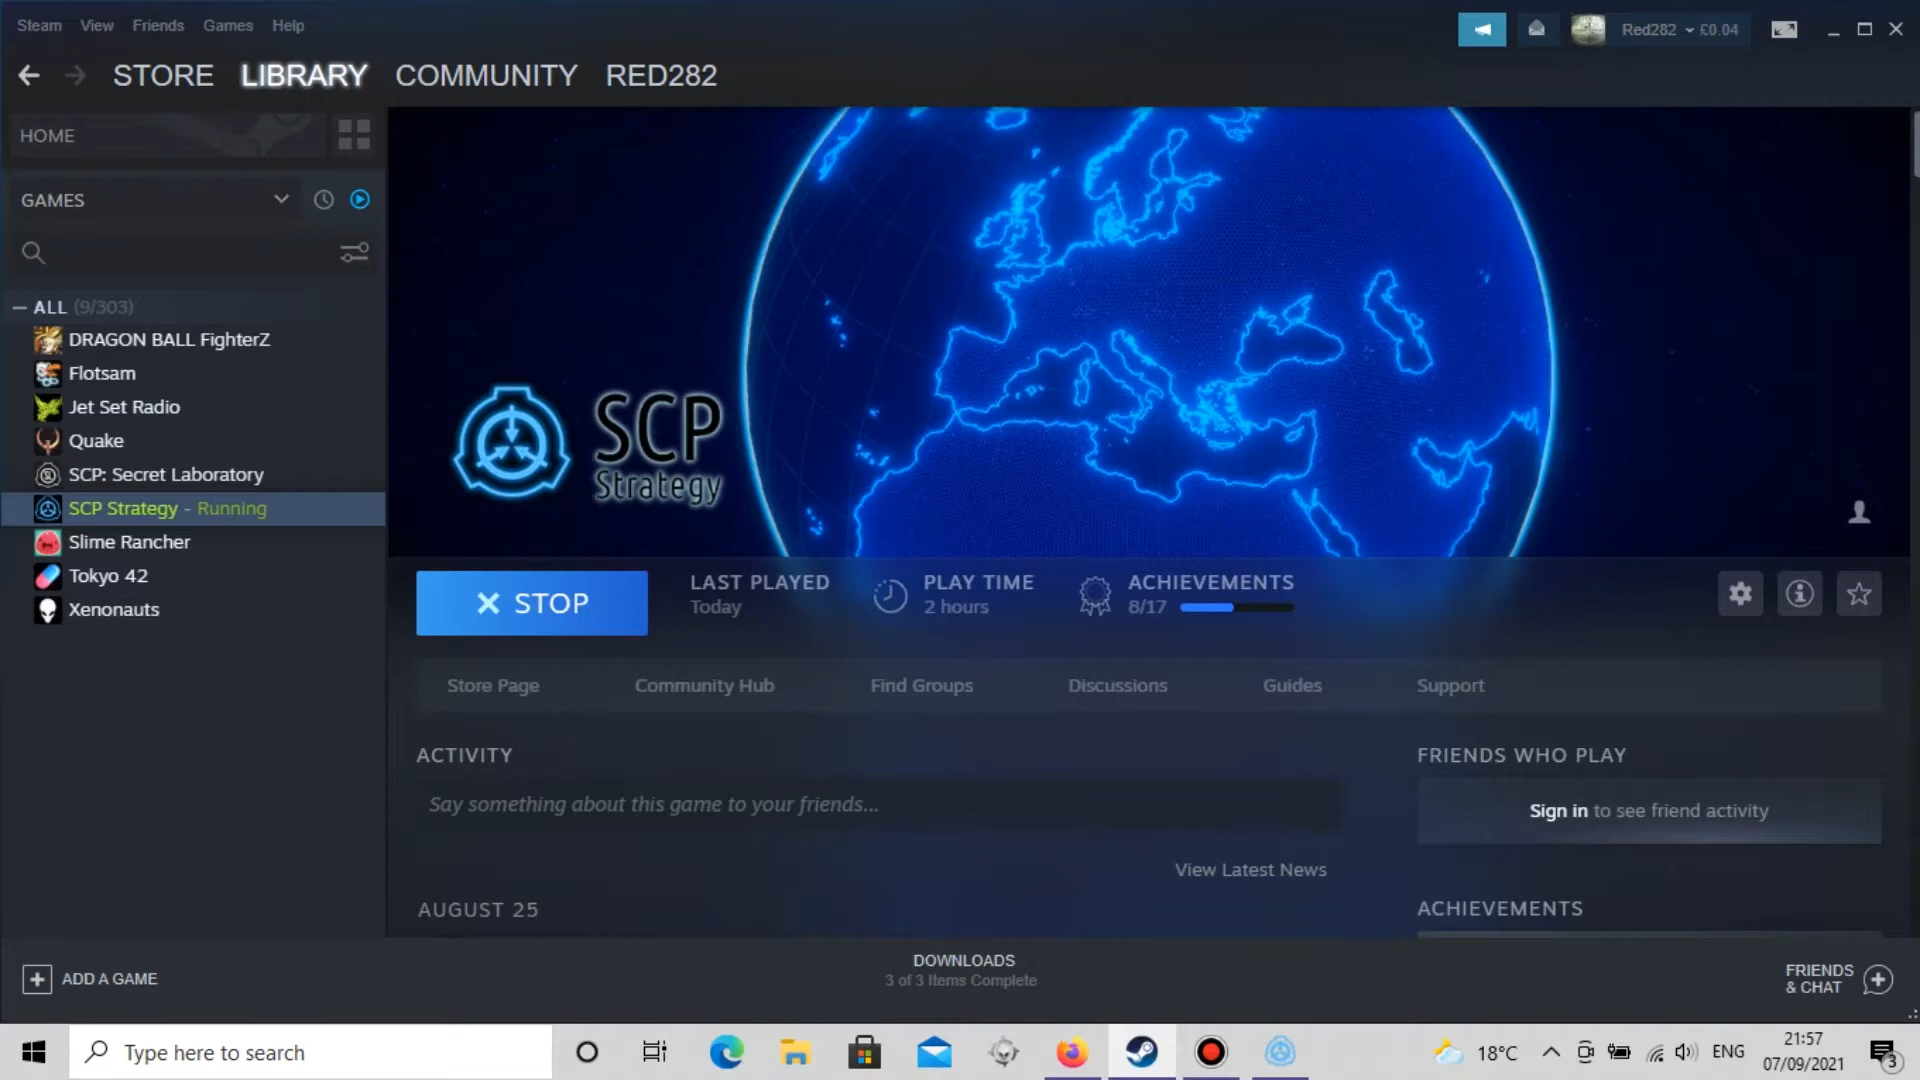 Steam View Friends Games Help
Red282 £0.04
STORE LIBRARY COMMUNITY RED282
HOME
GAMES
— ALL (9/303)
DRAGON BALL FighterZ
Flotsam
Jet Set Radio
Quake
SCP: Secret Laboratory
SCP Strategy - Running
Slime Rancher
Tokyo 42
Xenonauts
SCP
Strategy
STOP
LAST PLAYED
Today
PLAY TIME
2 hours
ACHIEVEMENTS
8/17
Store Page Community Hub Find Groups Discussions Guides Support
ACTIVITY
Say something about this game to your friends...
View Latest News
AUGUST 25
FRIENDS WHO PLAY
Sign in to see friend activity
ACHIEVEMENTS
ADD A GAME
DOWNLOADS
3 of 3 Items Complete
FRIENDS
& CHAT
Type here to search
18°C
ENG
21:57
07/09/2021
3